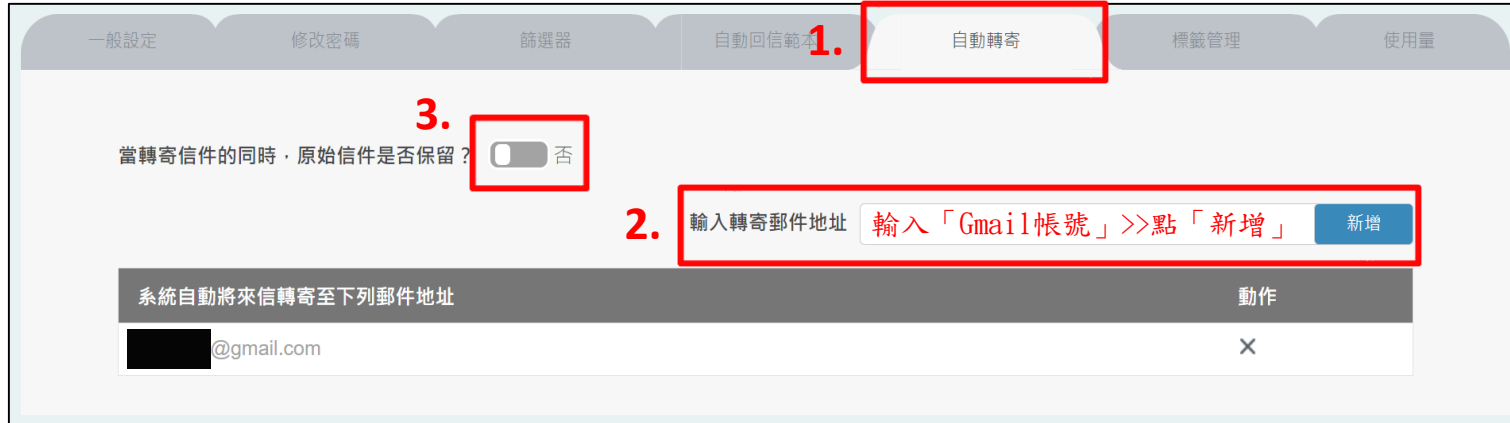 一般設定 修改密碼 篩選器 自動回信範本 1. 自動轉寄 標籤管理 使用量
3.
當轉寄信件的同時，原始信件是否保留？ 否
2. 輸入轉寄郵件地址 輸入「Gmail帳號」>>點「新增」 新增
系統自動將來信轉寄至下列郵件地址 動作
@gmail.com ×